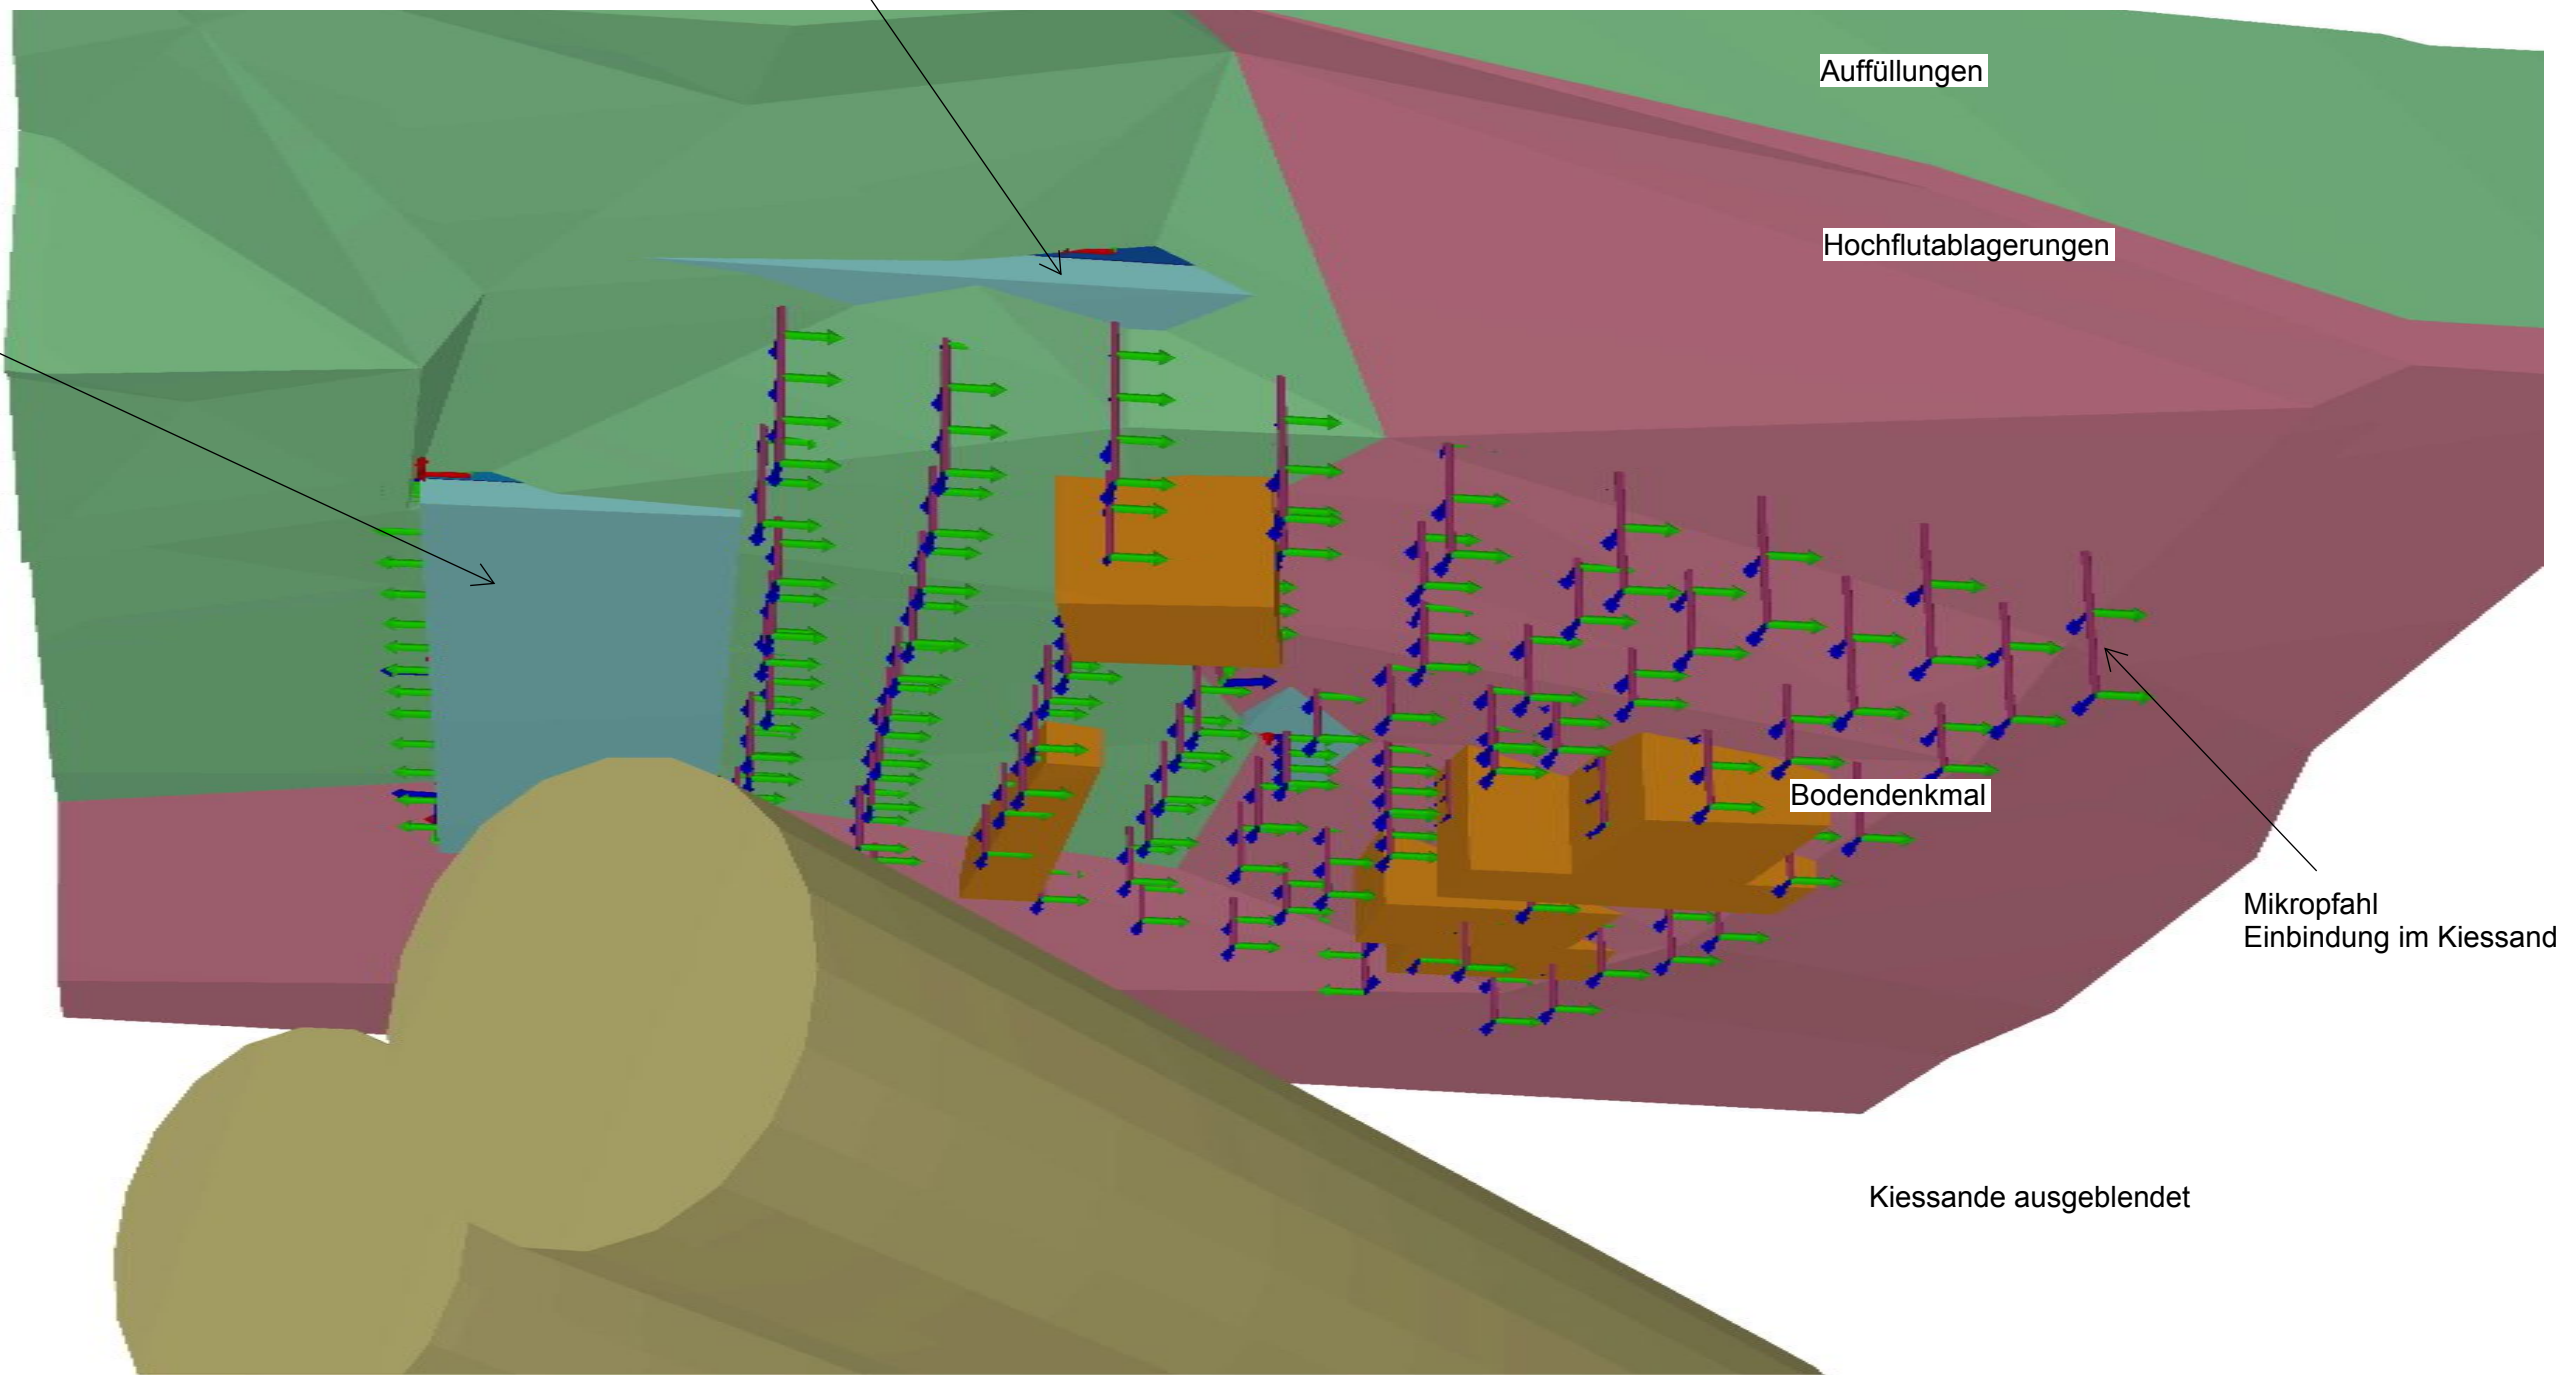 Auffüllungen
Hochflutablagerungen
Bodendenkmal
Mikropfahl
Einbindung im Kiessand
Kiessande ausgeblendet